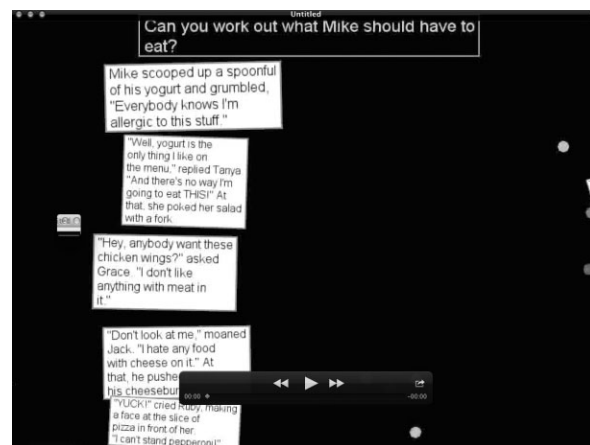 Untitled
Can you work out what Mike should have to
eat?
Mike scooped up a spoonful
of his yogurt and grumbled,
"Everybody knows I'm
allergic to this stuff."
"Well, yogurt is the
only thing I like on
the menu," replied Tanya
"And there's no way I'm
going to eat THIS!" At
that, she poked her salad
with a fork
"Hey, anybody want these
chicken wings?" asked
Grace. "I don't like
anything with meat in
it."
"Don't look at me," moaned
Jack. "I hate any food
with cheese on it." At
that, he pushe
his cheesebur
00:00
-00:00
"YUCK!" cried Ruby, making
a face at the slice of
pizza in front of her.
"I can't stand pepperoni!"